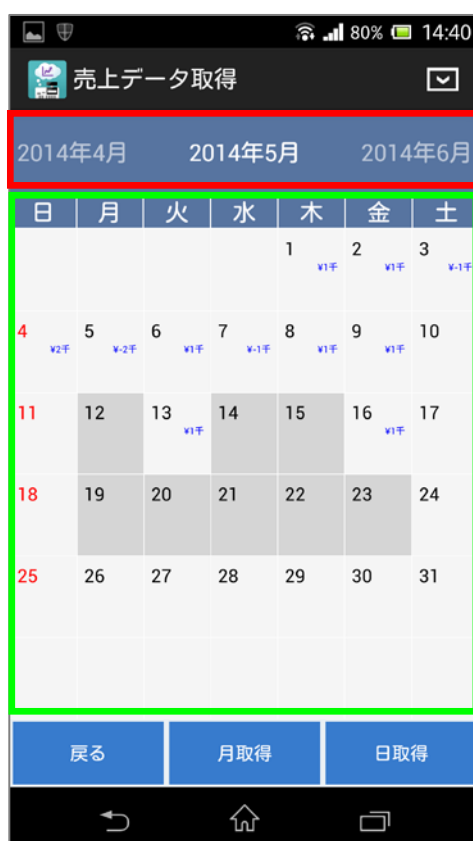 80% 14:40
売上データ取得
2014年4月 2014年5月 2014年6月
日 月 火 水 木 金 土
1 2 3
¥1千 ¥1千 ¥-1千
4 5 6 7 8 9 10
¥2千 ¥-2千 ¥1千 ¥-1千 ¥1千 ¥1千
11 12 13 14 15 16 17
¥1千 ¥1千
18 19 20 21 22 23 24
25 26 27 28 29 30 31
戻る 月取得 日取得